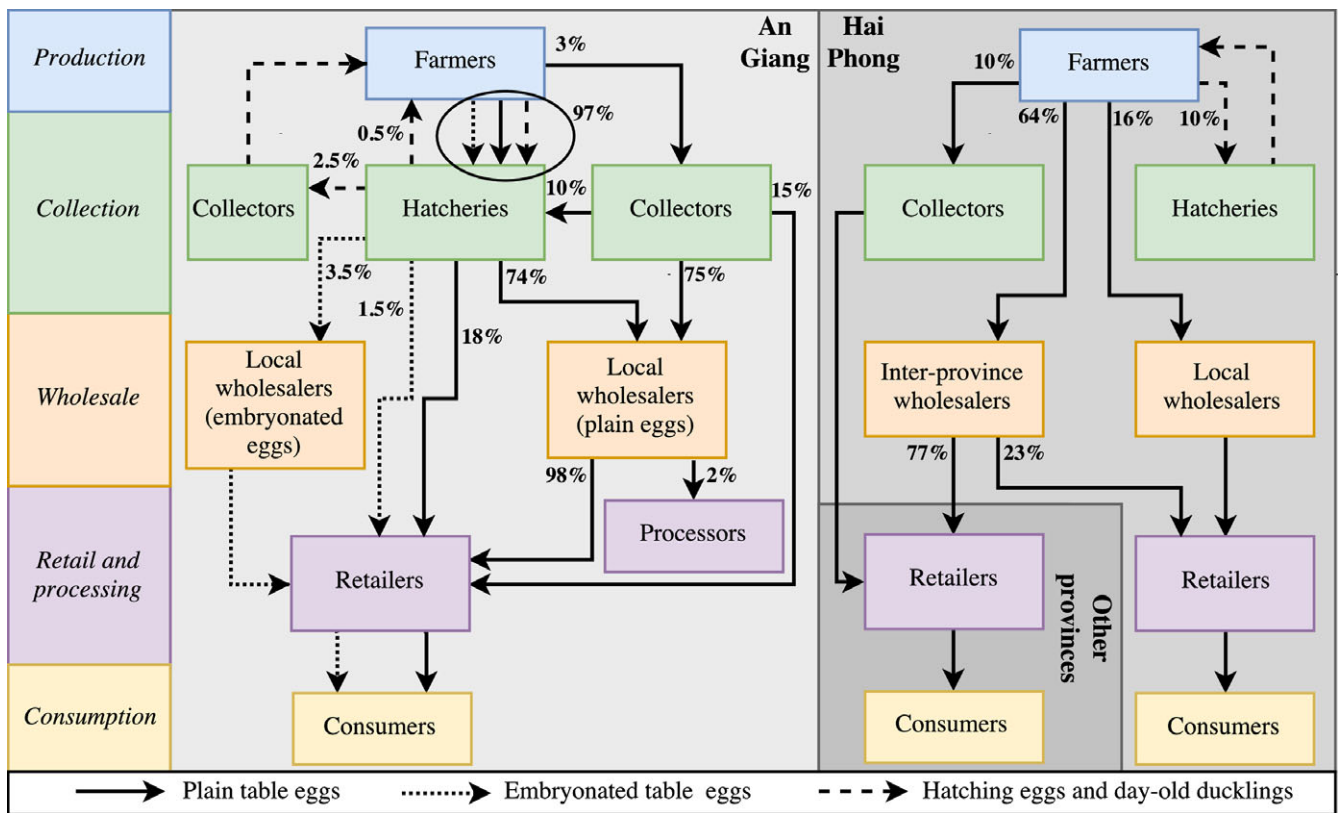 Production
Collection
Wholesale
Retail and
processing
Consumption
An
Giang
Farmers
3%
97%
0.5%
2.5%
Collectors
Hatcheries
10%
Collectors
15%
3.5%
1.5%
18%
74%
75%
Local
wholesalers
(embryonated
eggs)
Local
wholesalers
(plain eggs)
98%
2%
Processors
Retailers
Consumers
Hai
Phong
10%
Farmers
64%
16%
10%
Collectors
Hatcheries
Inter-province
wholesalers
Local
wholesalers
77%
23%
Retailers
Other
provinces
Retailers
Consumers
Consumers
Plain table eggs
Embryonated table eggs
Hatching eggs and day-old ducklings